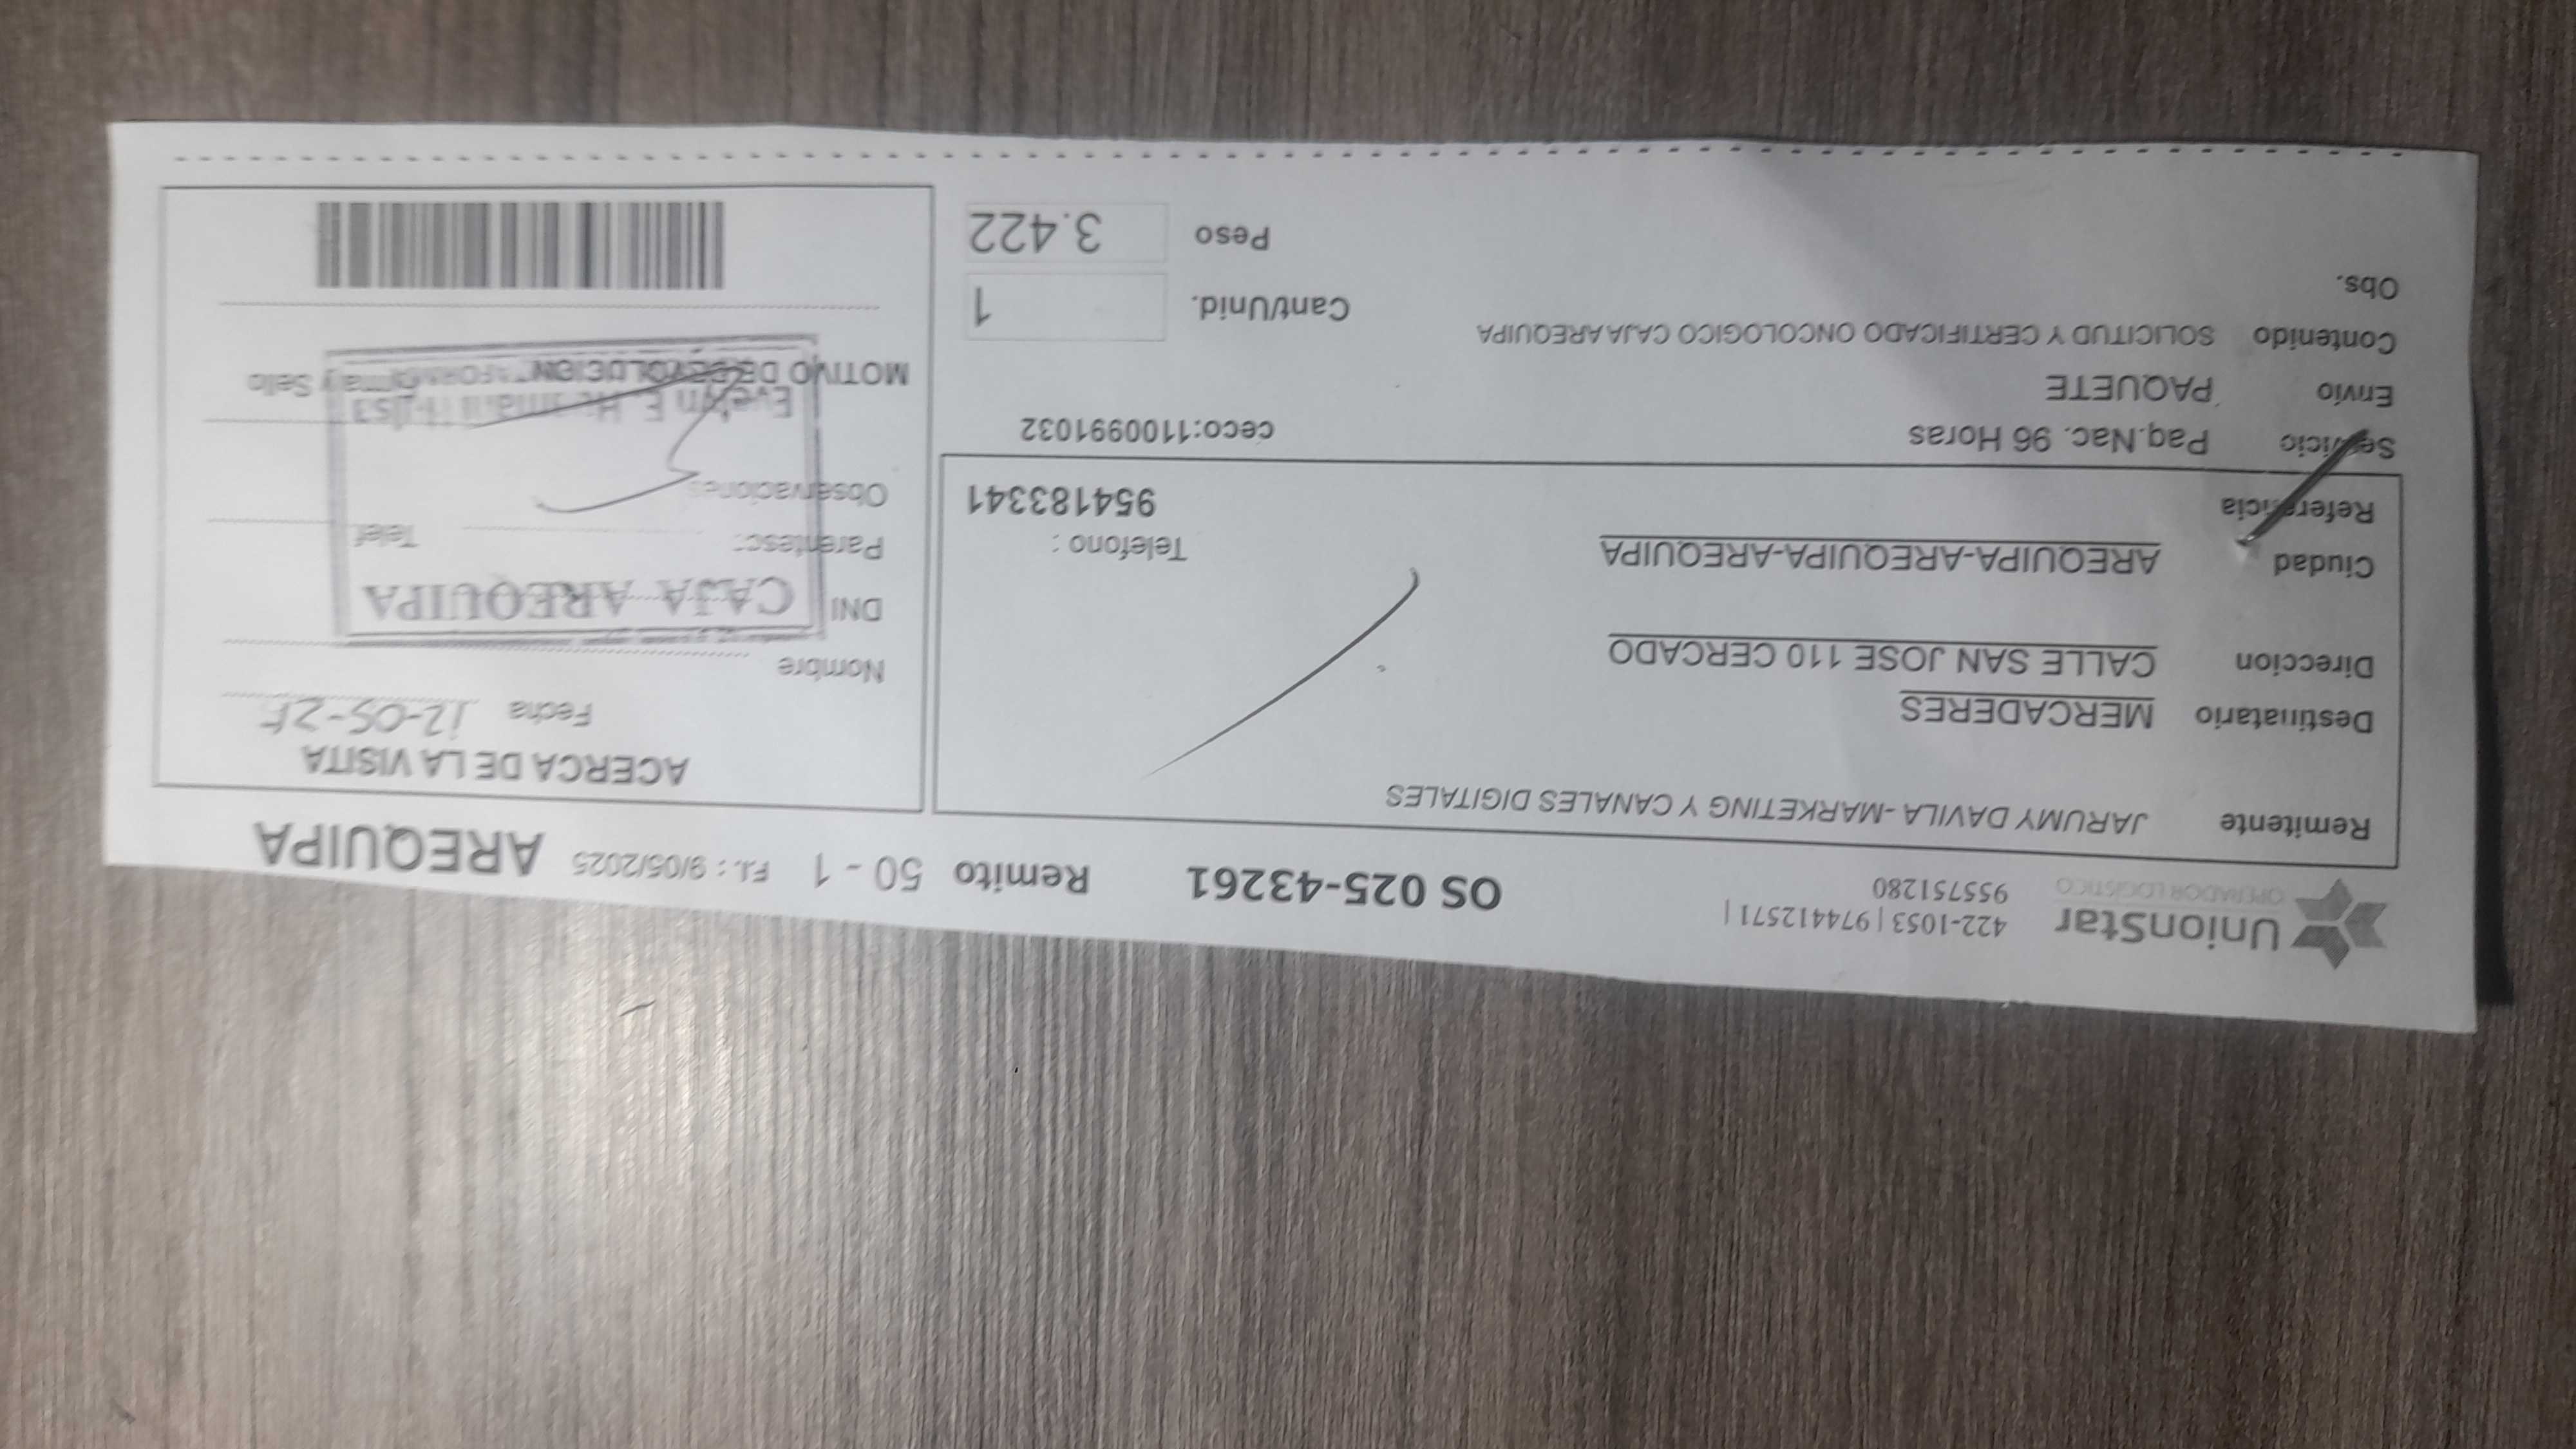 UnionStar
OPERADOR LOGÍSTICO
422-1053 | 974412571 |
955751280
OS 025-43261
Remito 50 - 1
F.I. : 9/05/2025
AREQUIPA
Remitente JARUMY DAVILA -MARKETING Y CANALES DIGITALES
Destinatario MERCADERES
Direccion CALLE SAN JOSE 110 CERCADO
Ciudad AREQUIPA-AREQUIPA-AREQUIPA
Telefono :
954183341
Referencia
Servicio Paq.Nac. 96 Horas
ceco:1100991032
Envio PAQUETE
Contenido SOLICITUD Y CERTIFICADO ONCOLOGICO CAJA AREQUIPA
Obs.
Cant/Unid. 1
Peso 3.422
ACERCA DE LA VISITA
Fecha 12-05-25
Nombre
DNI
CAJA AREQUIPA
Parentesc: Telef
Observaciones
Evelyn E.
MOTIVO DE DEVOLUCION Firma y Sello